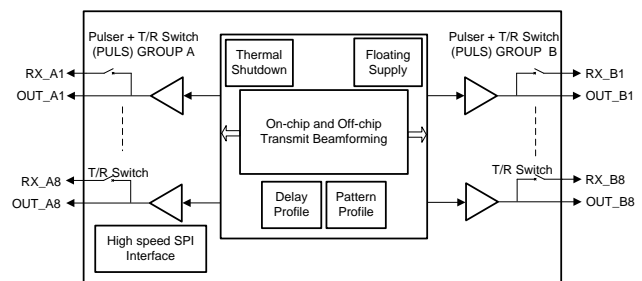 Pulser + T/R Switch
(PULS) GROUP A
Pulser + T/R Switch
(PULS) GROUP B
Thermal
Shutdown
Floating
Supply
RX_A1
OUT_A1
RX_B1
OUT_B1
On-chip and Off-chip
Transmit Beamforming
T/R Switch
T/R Switch
RX_A8
OUT_A8
RX_B8
OUT_B8
Delay
Profile
Pattern
Profile
High speed SPI
Interface